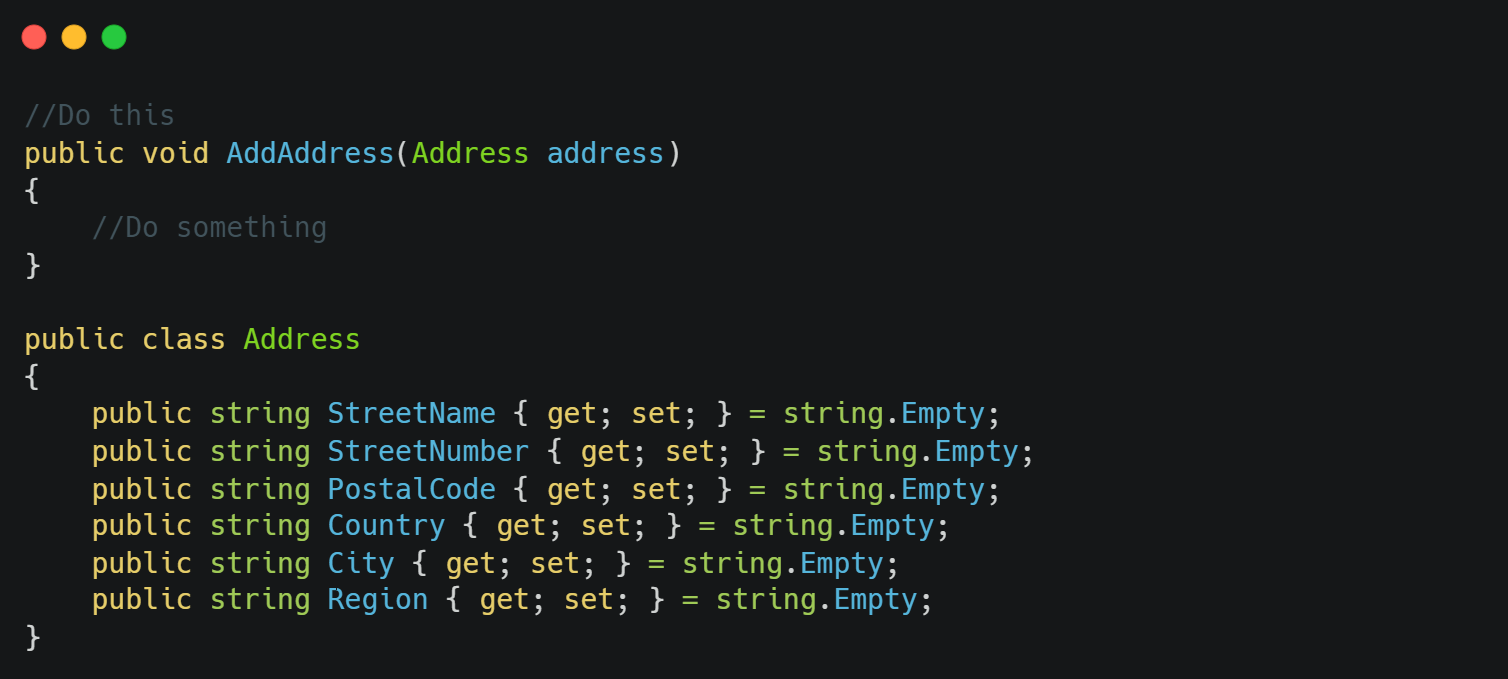 //Do this
public void AddAddress(Address address)
{
    //Do something
}

public class Address
{
    public string StreetName { get; set; } = string.Empty;
    public string StreetNumber { get; set; } = string.Empty;
    public string PostalCode { get; set; } = string.Empty;
    public string Country { get; set; } = string.Empty;
    public string City { get; set; } = string.Empty;
    public string Region { get; set; } = string.Empty;
}